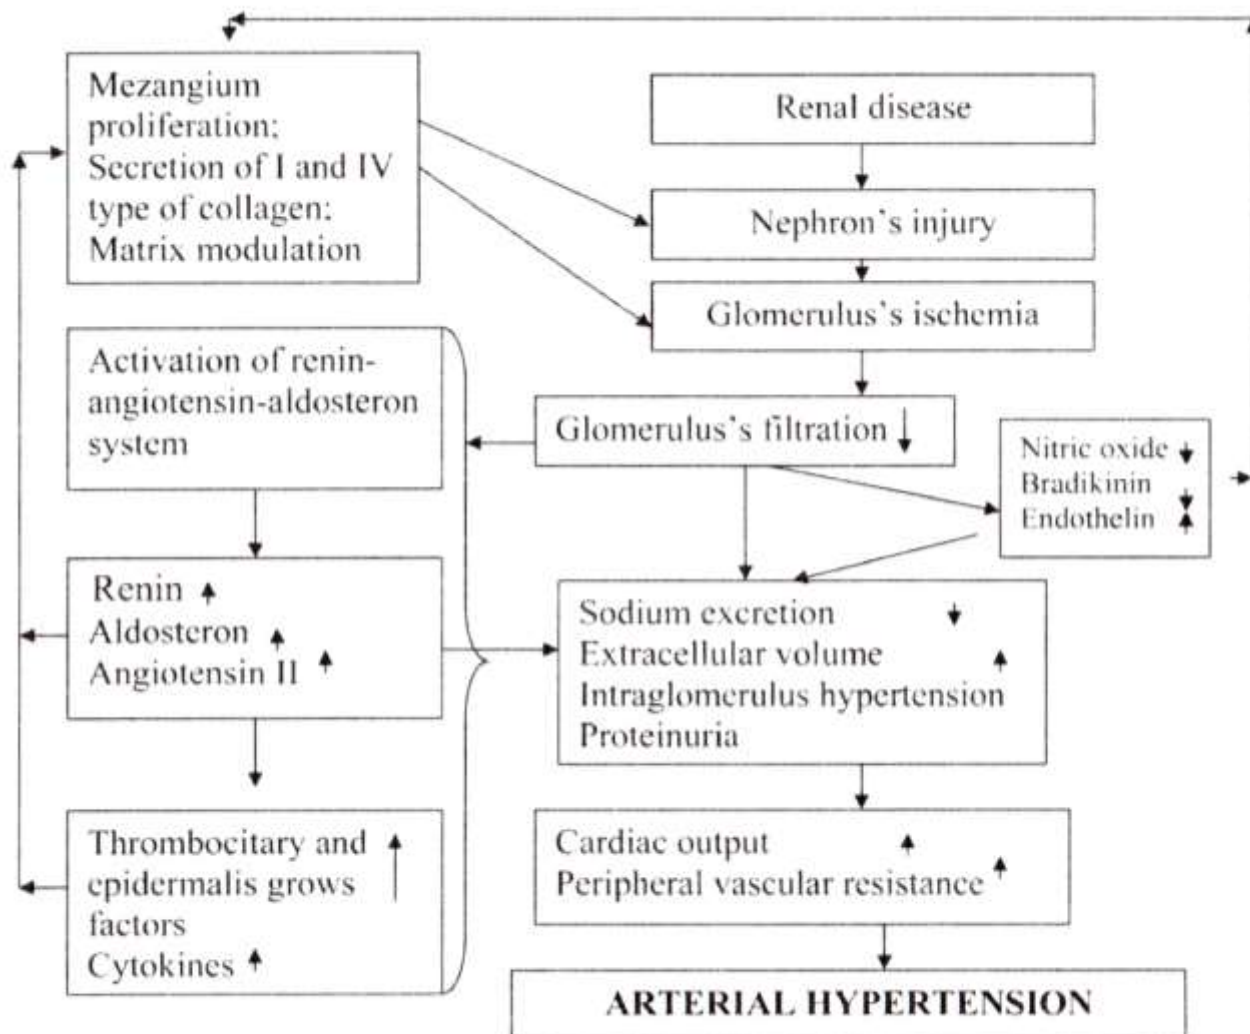 Mezangium
proliferation;
Secretion of I and IV
type of collagen;
Matrix modulation
Renal disease
Nephron's injury
Glomerulus's ischemia
Activation of renin-
angiotensin-aldosteron
system
Glomerulus's filtration ↓
Nitric oxide ↓
Bradikinin ↓
Endothelin ↑
Renin ↑
Aldosteron ↑
Angiotensin II ↑
Sodium excretion ↓
Extracellular volume ↑
Intraglomerulus hypertension
Proteinuria
Thrombocitary and ↑
epidermalis grows
factors
Cytokines ↑
Cardiac output ↑
Peripheral vascular resistance ↑
ARTERIAL HYPERTENSION